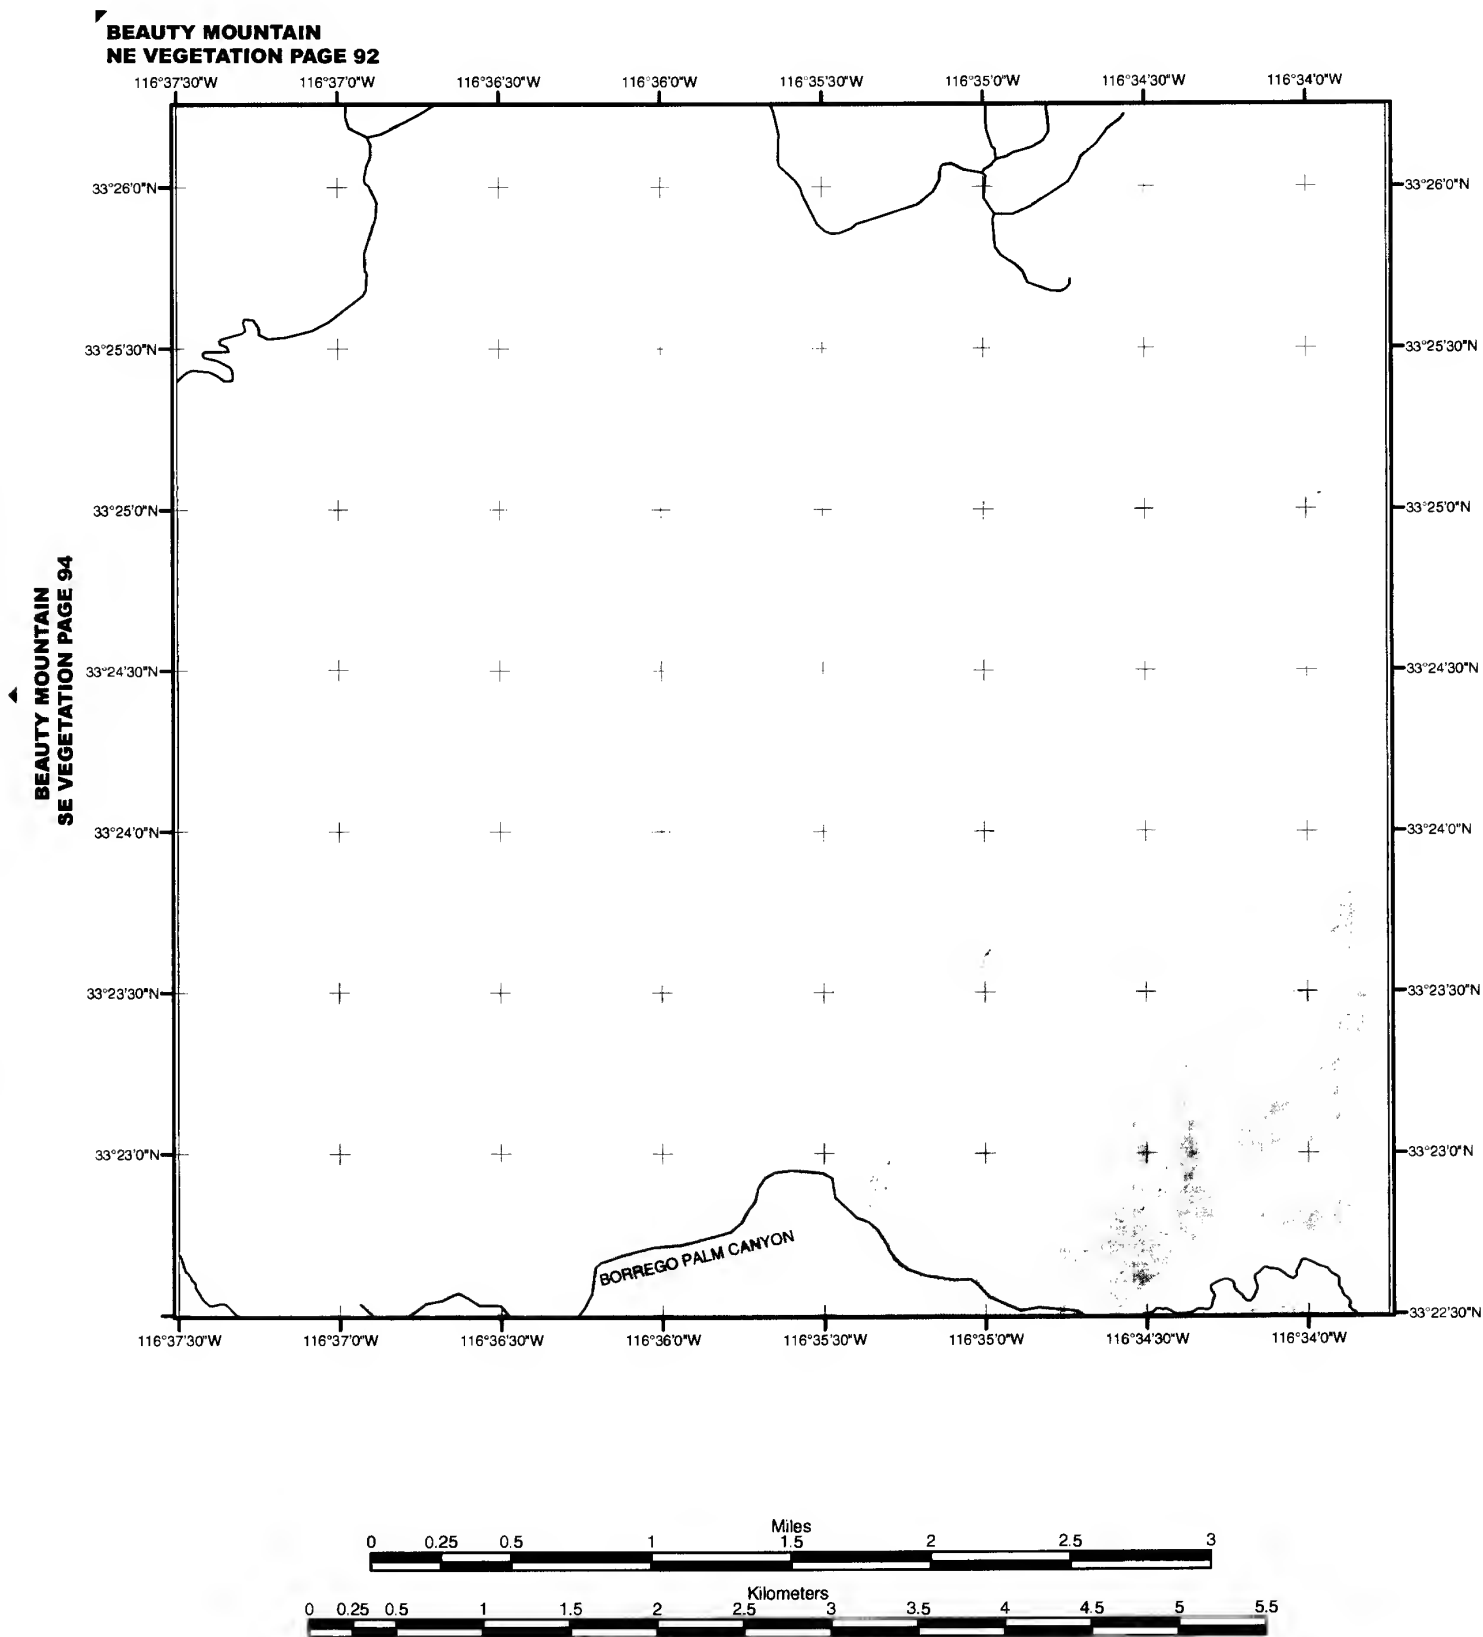 BEAUTY MOUNTAIN
NE VEGETATION PAGE 92
116°37'30"W 116°37'0"W 116°36'30"W 116°36'0"W 116°35'30"W 116°35'0"W 116°34'30"W 116°34'0"W
33°26'0"N 33°26'0"N
33°25'30"N 33°25'30"N
33°25'0"N 33°25'0"N
BEAUTY MOUNTAIN
SE VEGETATION PAGE 94
33°24'30"N 33°24'30"N
33°24'0"N 33°24'0"N
33°23'30"N 33°23'30"N
33°23'0"N 33°23'0"N
BORREGO PALM CANYON
33°22'30"N
116°37'30"W 116°37'0"W 116°36'30"W 116°36'0"W 116°35'30"W 116°35'0"W 116°34'30"W 116°34'0"W
Miles
0 0.25 0.5 1 1.5 2 2.5 3
Kilometers
0 0.25 0.5 1 1.5 2 2.5 3 3.5 4 4.5 5 5.5